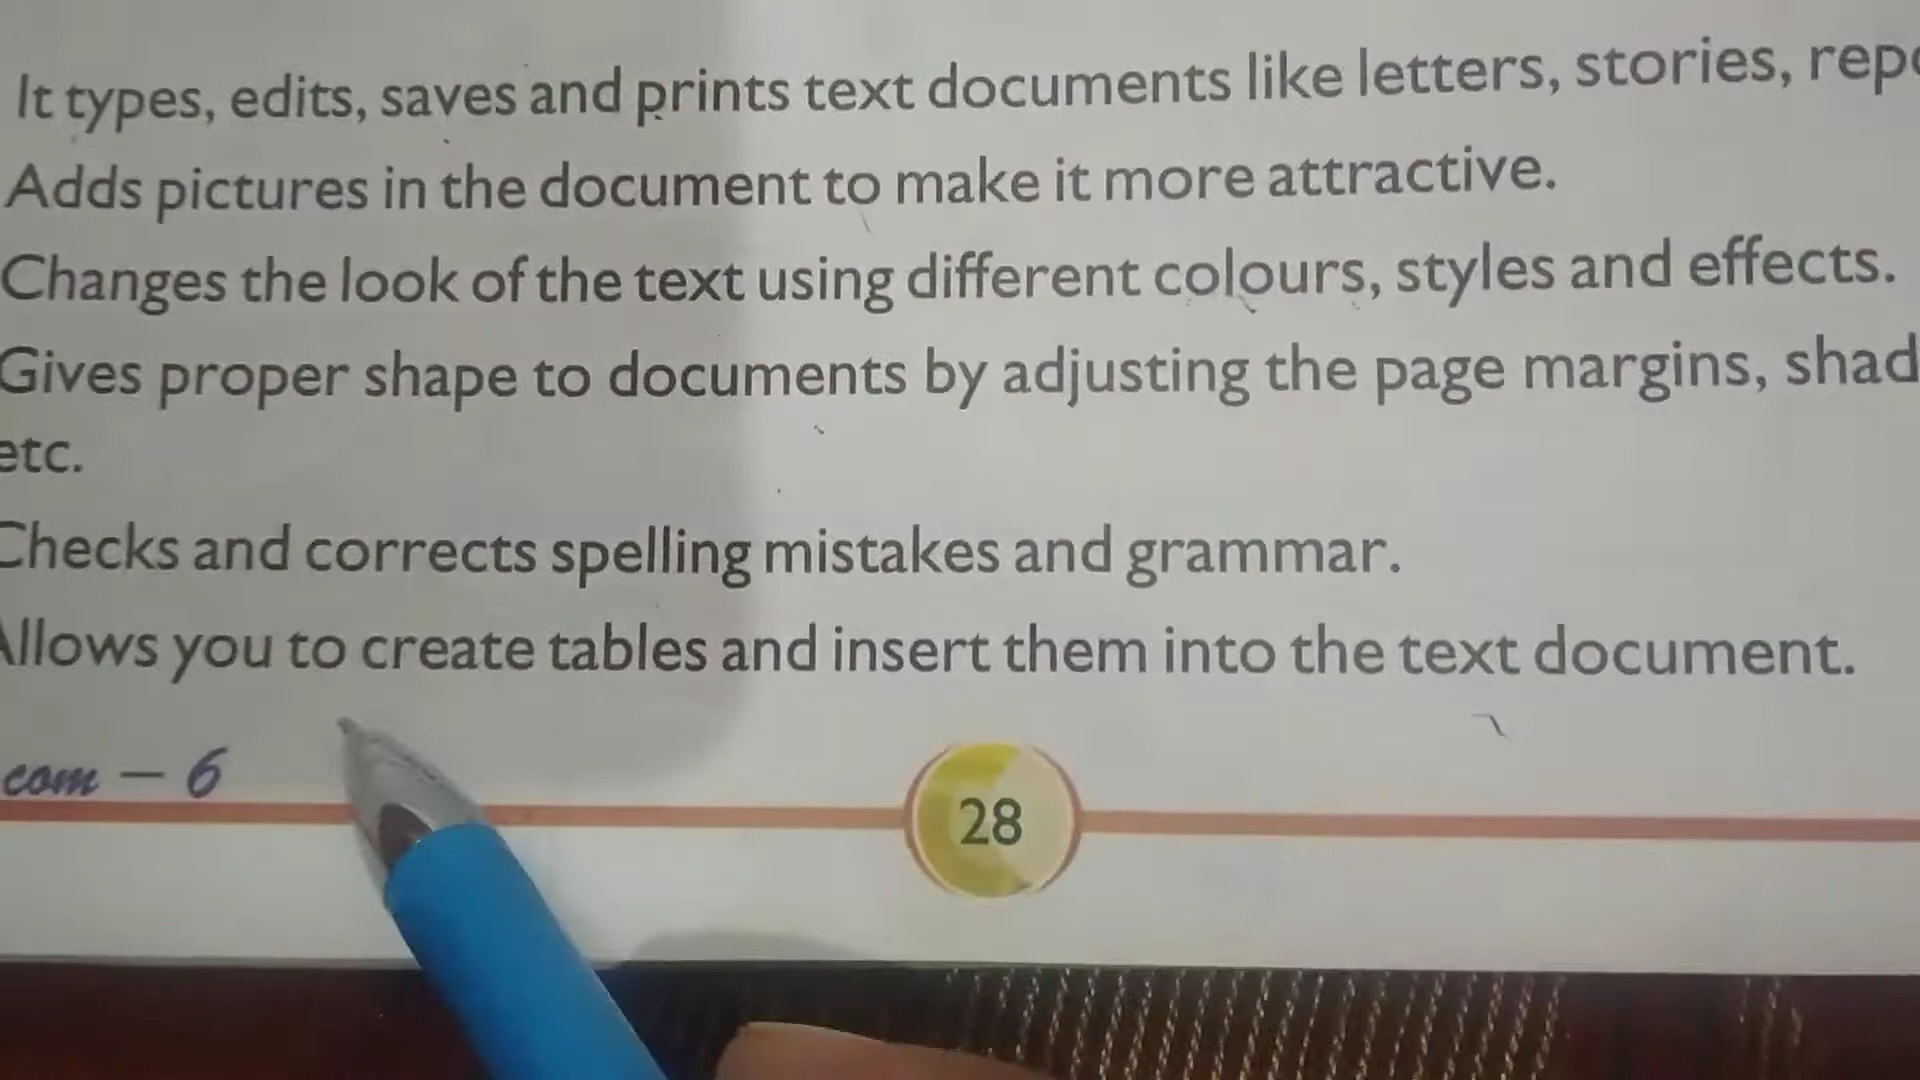 It types, edits, saves and prints text documents like letters, stories,
Adds pictures in the document to make it more attractive.
Changes the look of the text using different colours, styles and effects.
Gives proper shape to documents by adjusting the page margins,
etc.
Checks and corrects spelling mistakes and grammar.
Allows you to create tables and insert them into the text document.
com – 6
28